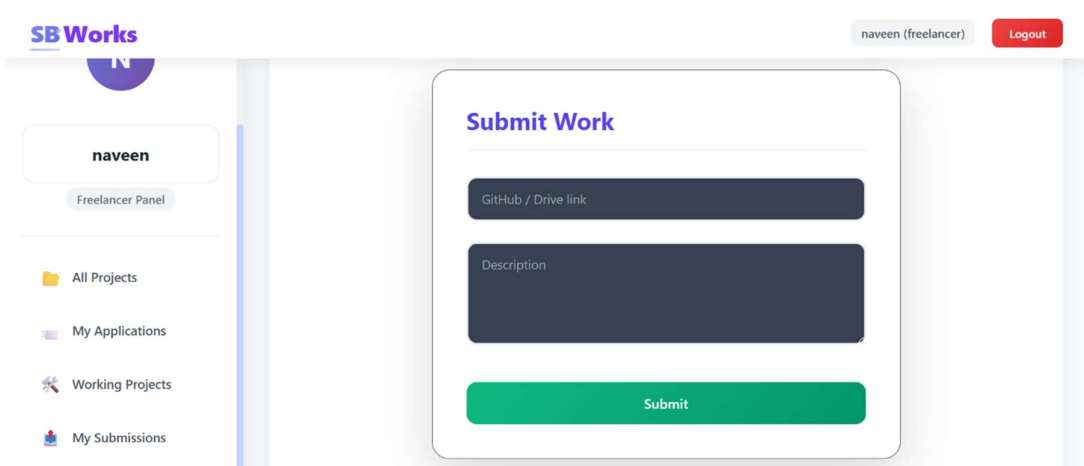 SB Works
naveen (freelancer)
Logout
N
naveen
Freelancer Panel
All Projects
My Applications
Working Projects
My Submissions
Submit Work
GitHub / Drive link
Description
Submit